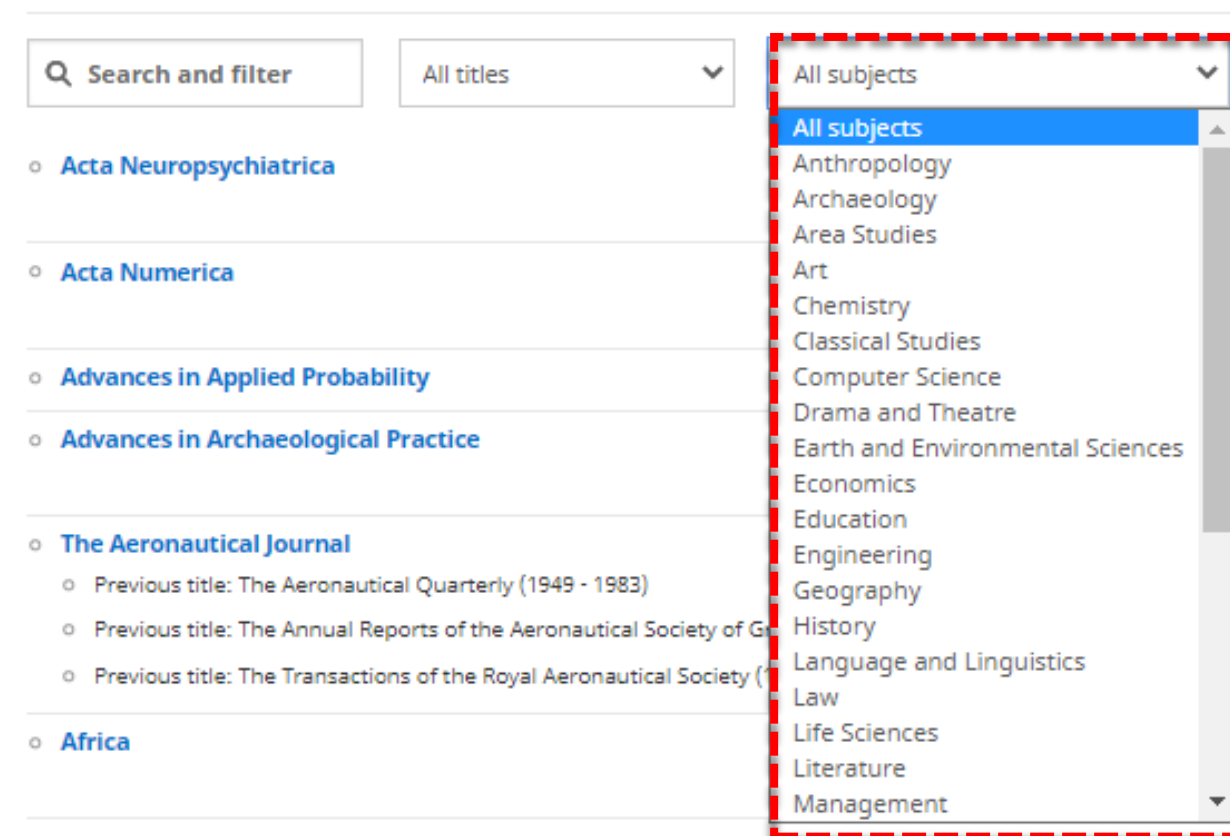 Search and filter
All titles
All subjects
Acta Neuropsychiatrica
Acta Numerica
Advances in Applied Probability
Advances in Archaeological Practice
The Aeronautical Journal
Previous title: The Aeronautical Quarterly (1949 - 1983)
Previous title: The Annual Reports of the Aeronautical Society of
Previous title: The Transactions of the Royal Aeronautical Society
Africa
All subjects
Anthropology
Archaeology
Area Studies
Art
Chemistry
Classical Studies
Computer Science
Drama and Theatre
Earth and Environmental Sciences
Economics
Education
Engineering
Geography
History
Language and Linguistics
Law
Life Sciences
Literature
Management